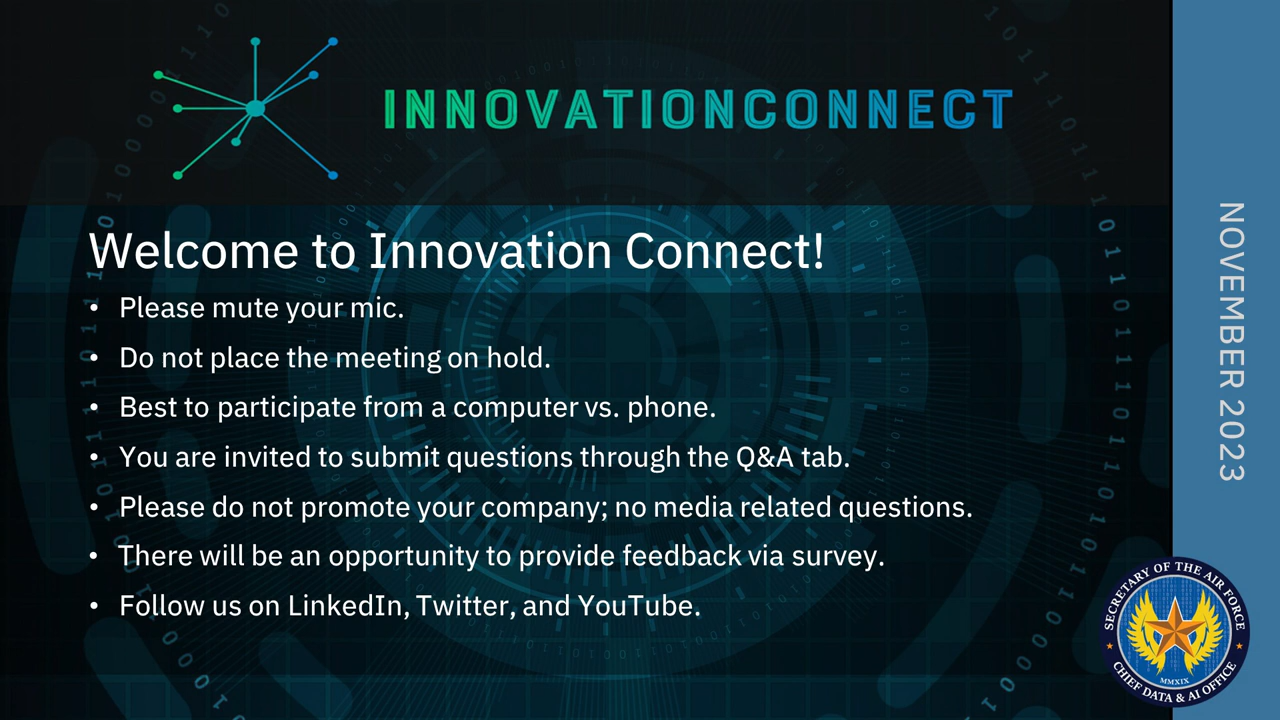 INNOVATIONCONNECT
Welcome to Innovation Connect!
• Please mute your mic.
• Do not place the meeting on hold.
• Best to participate from a computer vs. phone.
• You are invited to submit questions through the Q&A tab.
• Please do not promote your company; no media related questions.
• There will be an opportunity to provide feedback via survey.
• Follow us on LinkedIn, Twitter, and YouTube.
NOVEMBER 2023
SECRETARY OF THE AIR FORCE
MMXIX
CHIEF DATA & AI OFFICE